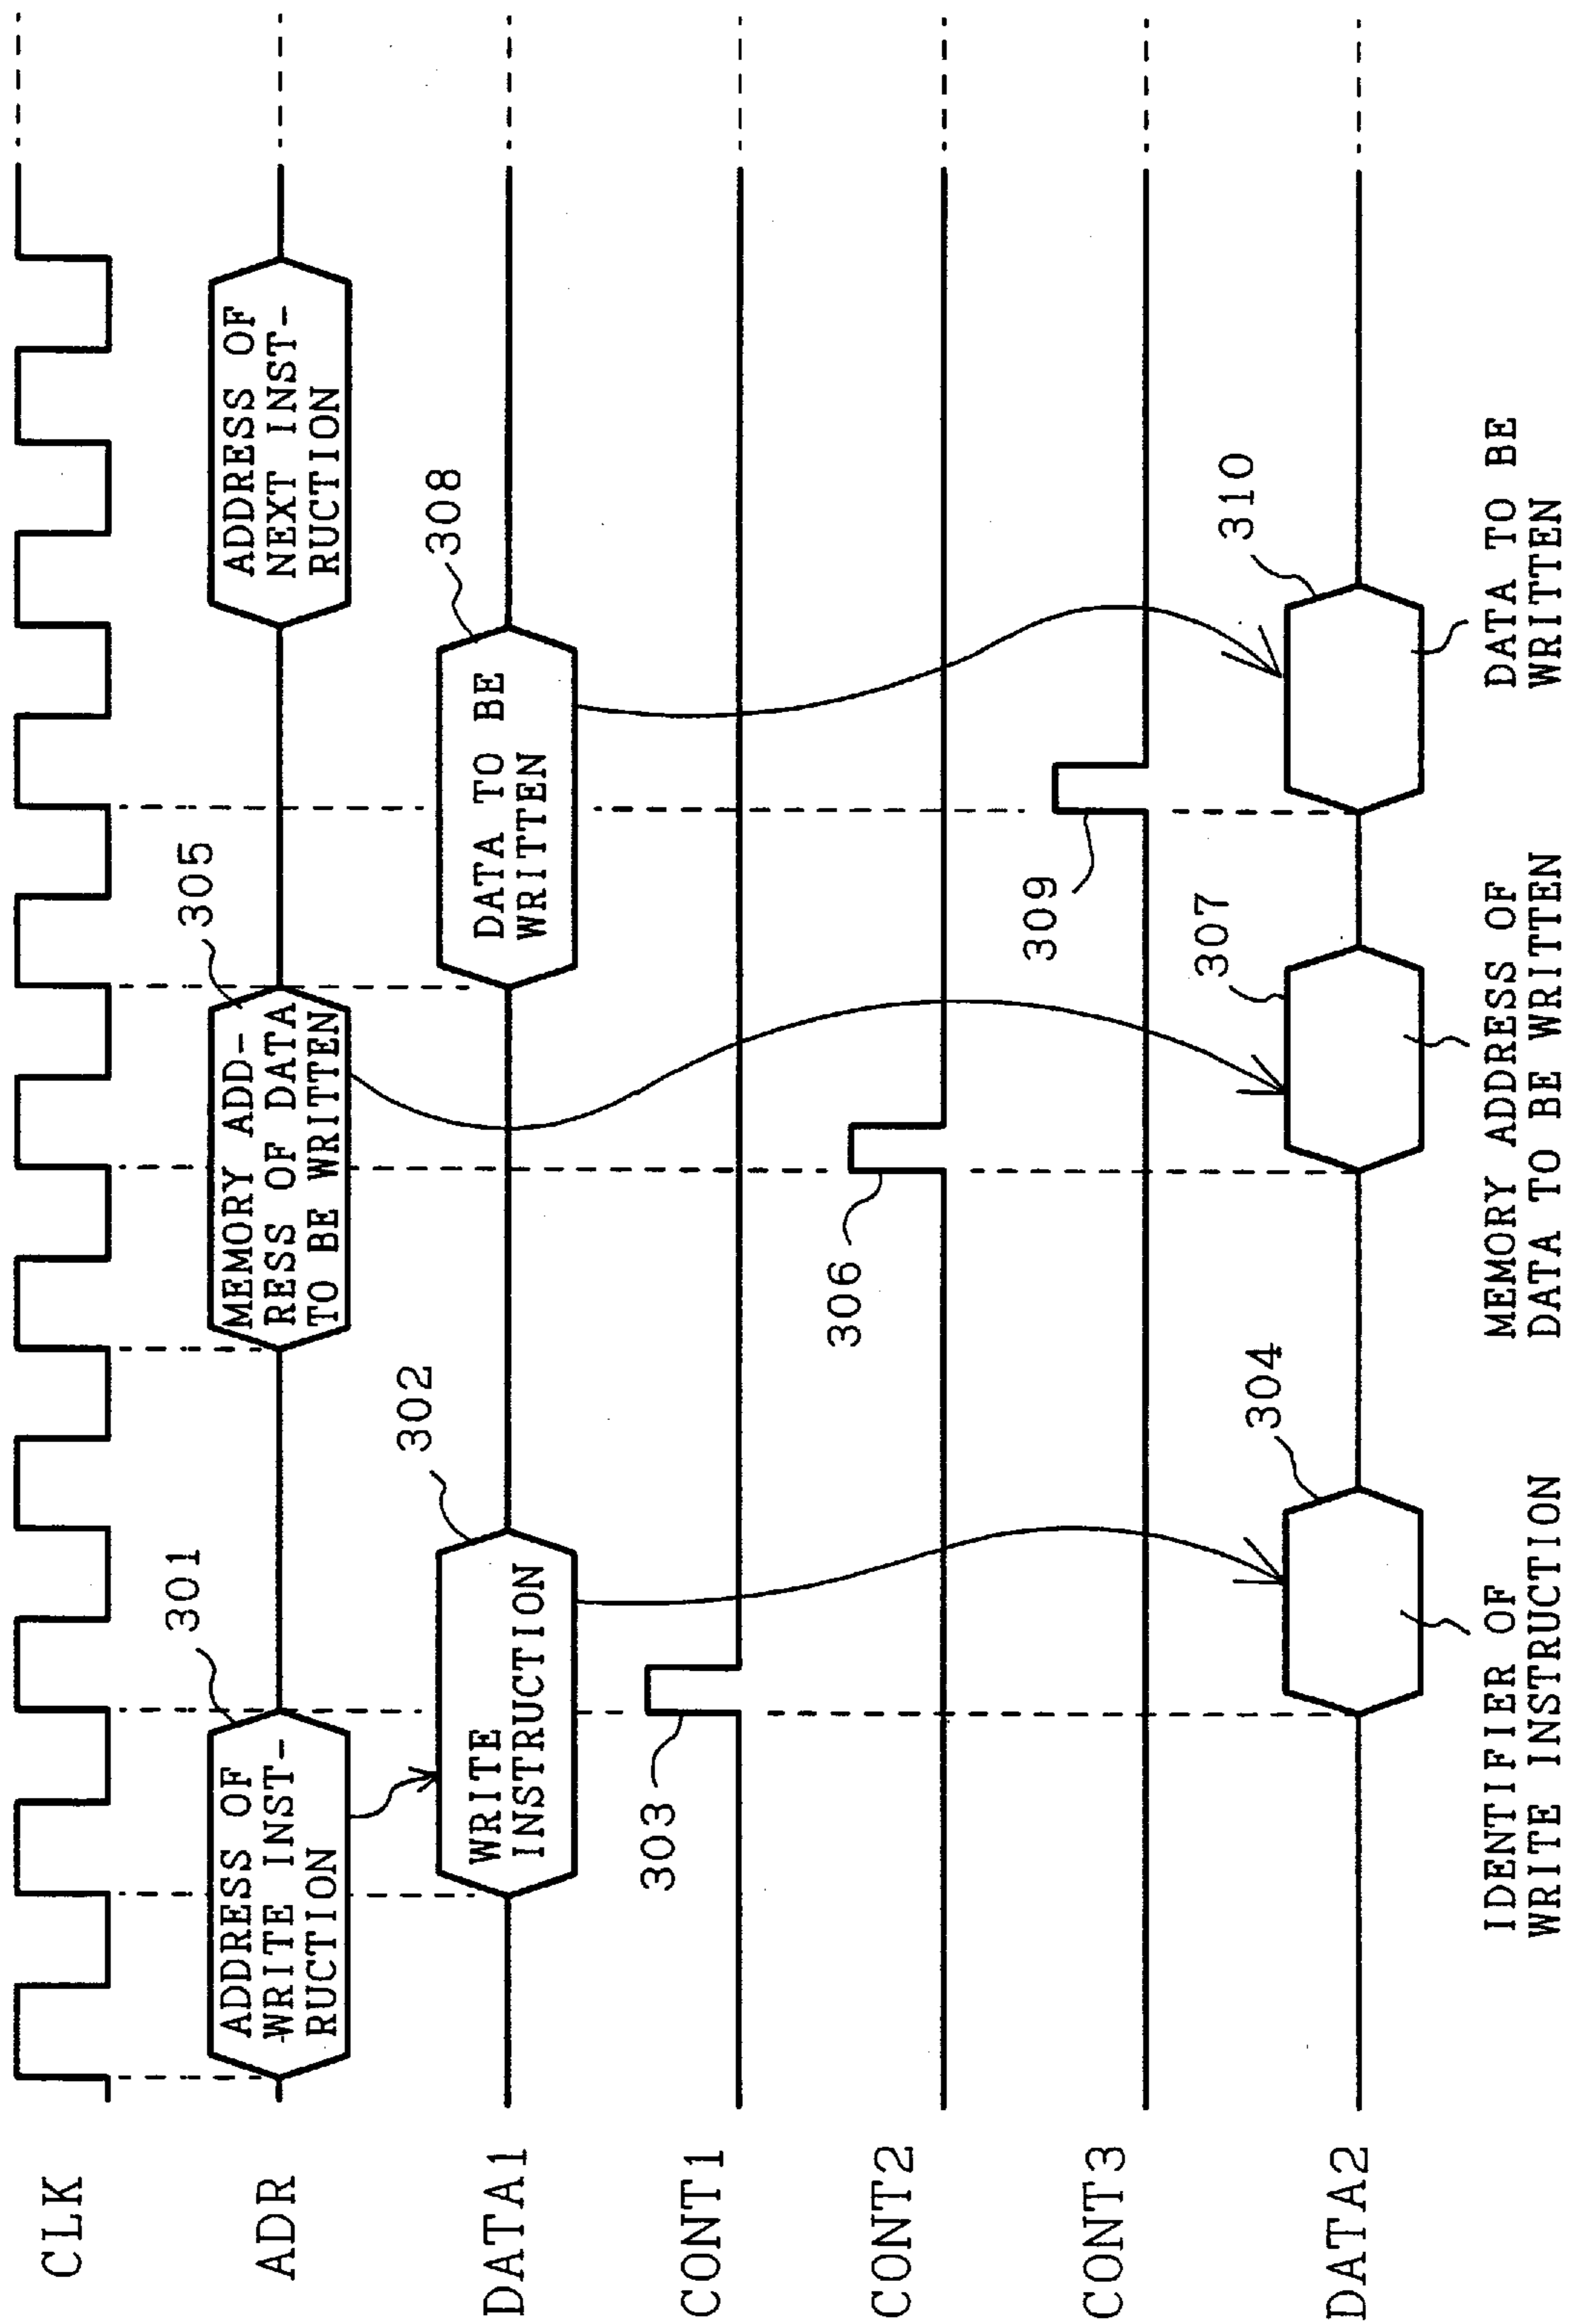 CLK
ADR
ADDRESS OF
WRITE INST-
RUCTION
301
MEMORY ADD-
RESS OF DATA
TO BE WRITTEN
305
ADDRESS OF
NEXT INST-
RUCTION
DATA1
WRITE
INSTRUCTION
302
DATA TO BE
WRITTEN
308
CONT1
303
CONT2
306
CONT3
309
DATA2
304
307
310
IDENTIFIER OF
WRITE INSTRUCTION
MEMORY ADDRESS OF
DATA TO BE WRITTEN
DATA TO BE
WRITTEN